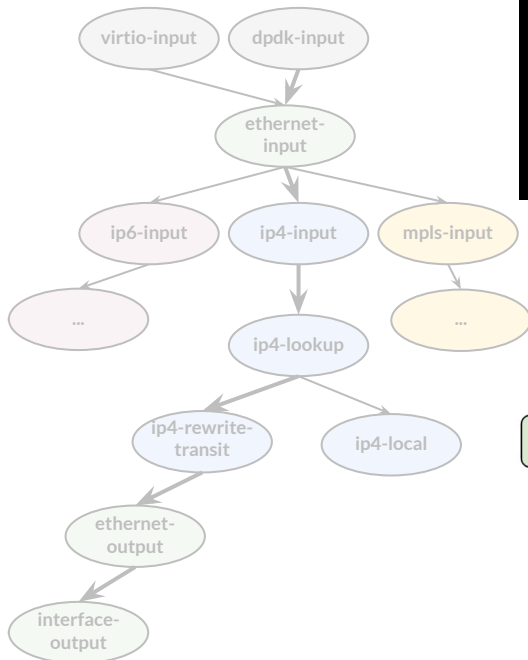 virtio-input
dpdk-input
ethernet-
input
ip6-input
ip4-input
mpls-input
...
...
ip4-lookup
ip4-rewrite-
transit
ip4-local
ethernet-
output
interface-
output